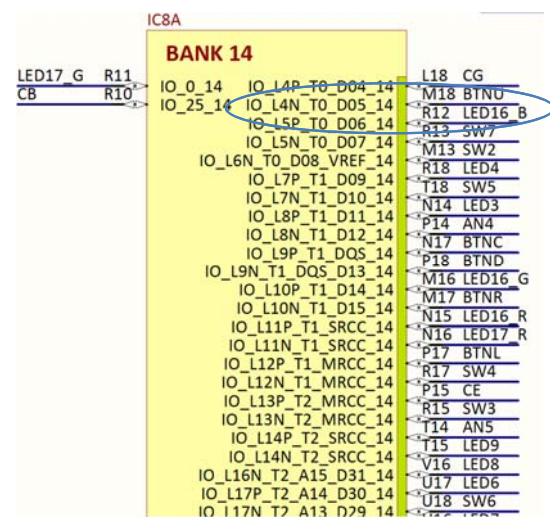 IC8A
BANK 14
LED17_G R11 IO_0_14 IO_L4P_T0_D04_14 L18 CG
CB R10 IO_25_14 IO_L4N_T0_D05_14 M18 BTNU
IO_L5P_T0_D06_14 R12 LED16_B
IO_L5N_T0_D07_14 R13 SW7
IO_L6N_T0_D08_VREF_14 M13 SW2
IO_L7P_T1_D09_14 R18 LED4
IO_L7N_T1_D10_14 T18 SW5
IO_L8P_T1_D11_14 N14 LED3
IO_L8N_T1_D12_14 P14 AN4
IO_L9P_T1_DQS_14 N17 BTNC
IO_L9N_T1_DQS_D13_14 P18 BTND
IO_L10P_T1_D14_14 M16 LED16_G
IO_L10N_T1_D15_14 M17 BTNR
IO_L11P_T1_SRCC_14 N15 LED16_R
IO_L11N_T1_SRCC_14 N16 LED17_R
IO_L12P_T1_MRCC_14 P17 BTNL
IO_L12N_T1_MRCC_14 R17 SW4
IO_L13P_T2_MRCC_14 P15 CE
IO_L13N_T2_MRCC_14 R15 SW3
IO_L14P_T2_SRCC_14 T14 AN5
IO_L14N_T2_SRCC_14 T15 LED9
IO_L16N_T2_A15_D31_14 V16 LED8
IO_L17P_T2_A14_D30_14 U17 LED6
IO_L17N_T2_A13_D29_14 U18 SW6